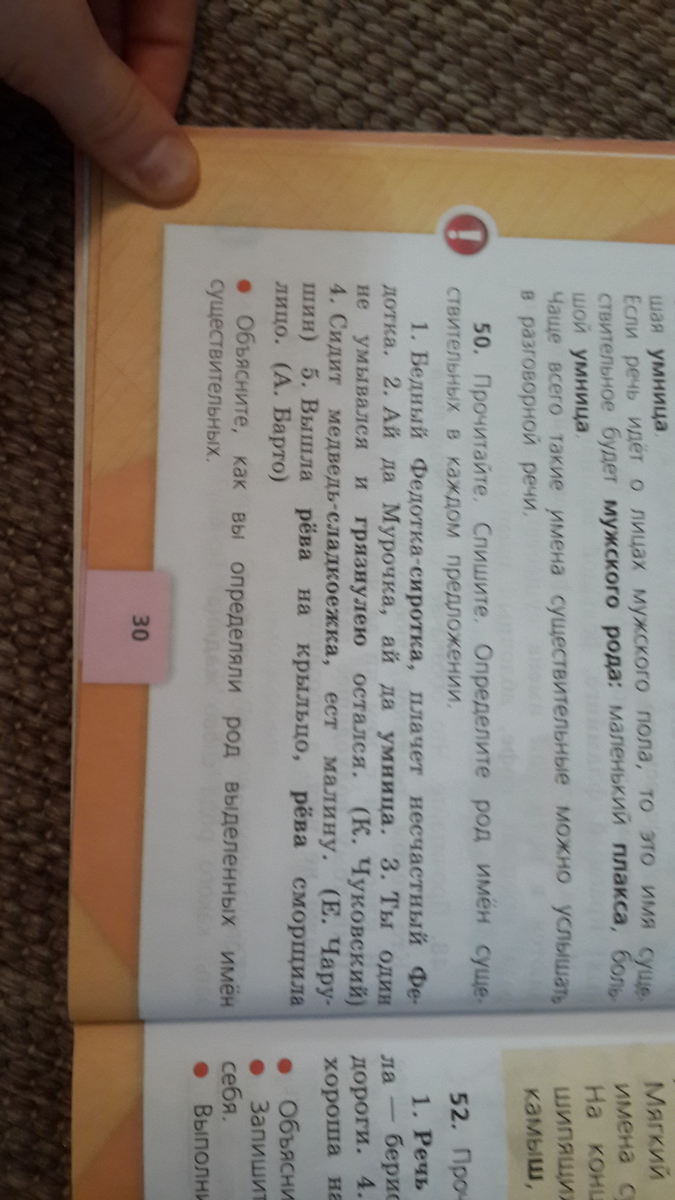 шая умница.
Если речь идёт о лицах мужского пола, то это имя суще-
ствительное будет мужского рода: маленький плакса, боль-
шой умница.
Чаще всего такие имена существительные можно услышать
в разговорной речи.
50. Прочитайте. Спишите. Определите род имён суще-
ствительных в каждом предложении.
1. Бедный Федотка-сиротка, плачет несчастный Фе-
дотка. 2. Ай да Мурочка, ай да умница. 3. Ты один
не умывался и грязнулею остался. (К. Чуковский)
4. Сидит медведь-сладкоежка, ест малину. (Е. Чару-
шин) 5. Вышла рёва на крыльцо, рёва сморщила
лицо. (А. Барто)
• Объясните, как вы определяли род выделенных имён
существительных.
30
Мягкий
имена с
На кон
шипящи
камыш,
52. Проч
1. Речь
ла — берис
дороги. 4.
хороша на
• Объясни
• Запишит
себя.
• Выполни